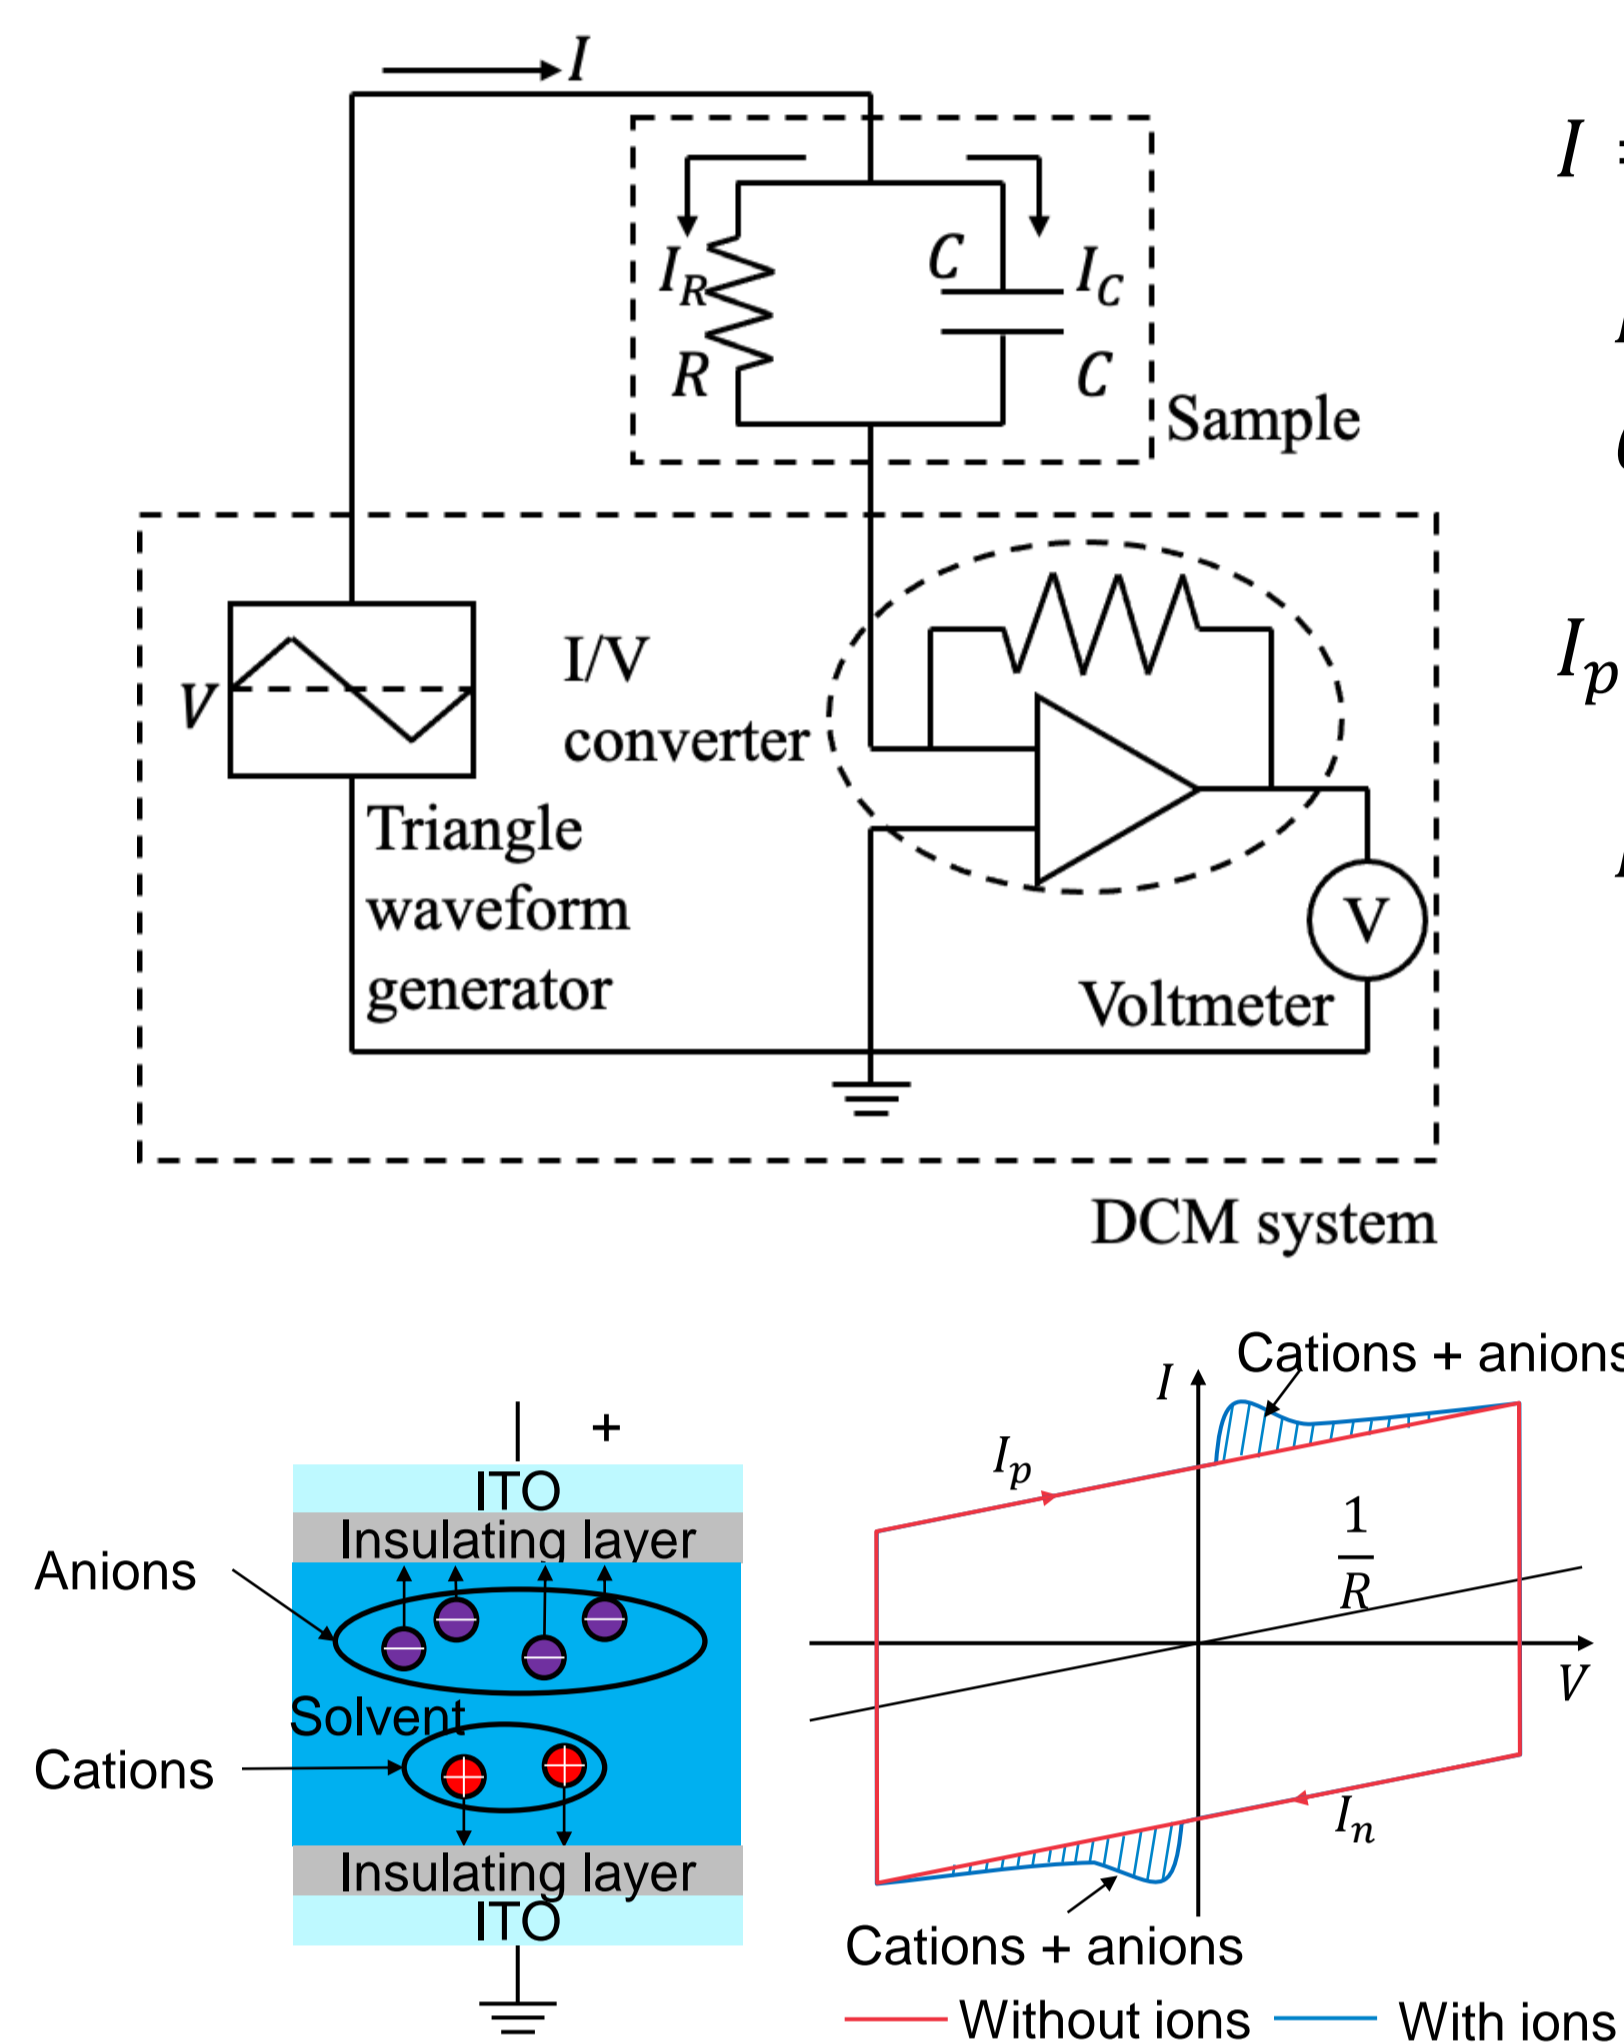 I
I
I_R
C
I_C
R
C
Sample
V
I/V
converter
Triangle
waveform
generator
V
Voltmeter
DCM system
I_p
+
ITO
Insulating layer
Anions
Solvent
Cations
Insulating layer
ITO
Cations + anions
I
I_p
1
R
V
I_n
Cations + anions
Without ions
With ions